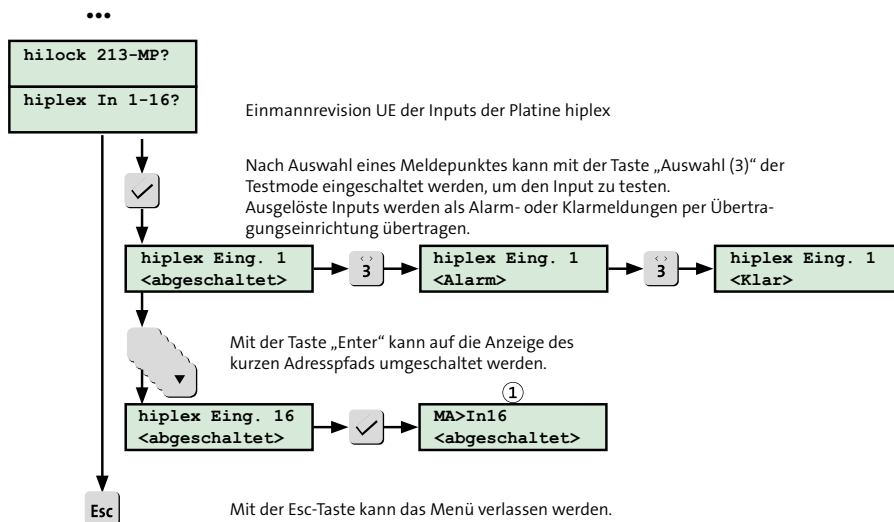 •••
hilock 213-MP?
hiplex In 1-16?
Einmannrevision UE der Inputs der Platine hiplex
Nach Auswahl eines Meldepunktes kann mit der Taste „Auswahl (3)“ der
Testmode eingeschaltet werden, um den Input zu testen.
Ausgelöste Inputs werden als Alarm- oder Klarmeldungen per Übertra-
gungseinrichtung übertragen.
hiplex Eing. 1
<abgeschaltet>
< >
3
hiplex Eing. 1
<Alarm>
< >
3
hiplex Eing. 1
<Klar>
Mit der Taste „Enter“ kann auf die Anzeige des
kurzen Adresspfads umgeschaltet werden.
1
hiplex Eing. 16
<abgeschaltet>
MA>In16
<abgeschaltet>
Esc
Mit der Esc-Taste kann das Menü verlassen werden.